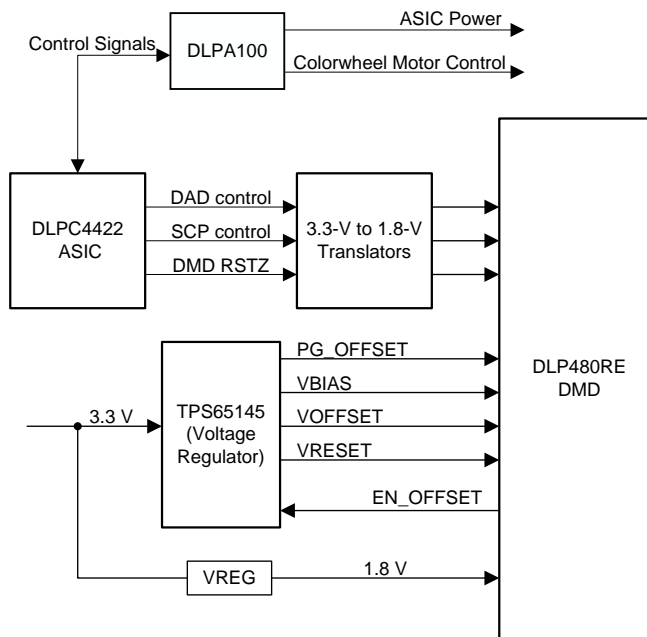 ASIC Power
Control Signals
DLPA100
Colorwheel Motor Control
DLPC4422
ASIC
DAD control
SCP control
DMD RSTZ
3.3-V to 1.8-V
Translators
DLP480RE
DMD
3.3 V
TPS65145
(Voltage
Regulator)
PG_OFFSET
VBIAS
VOFFSET
VRESET
EN_OFFSET
VREG
1.8 V